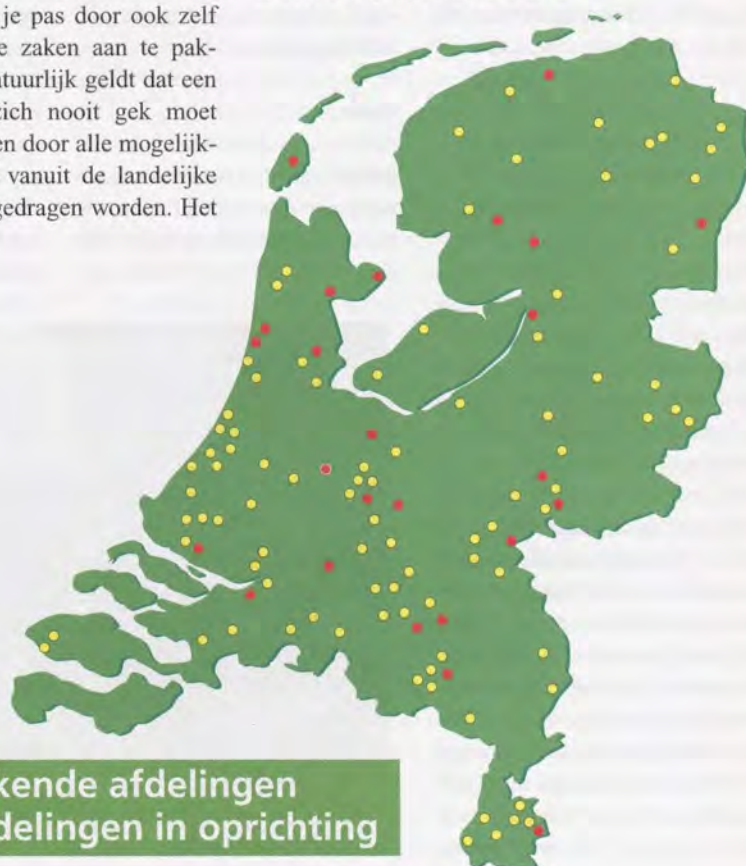 je pas door ook zelf
e zaken aan te pak-
tuurlijk geldt dat een
ich nooit gek moet
en door alle mogelijk-
vanuit de landelijke
gedragen worden. Het
kende afdelingen
delingen in oprichting